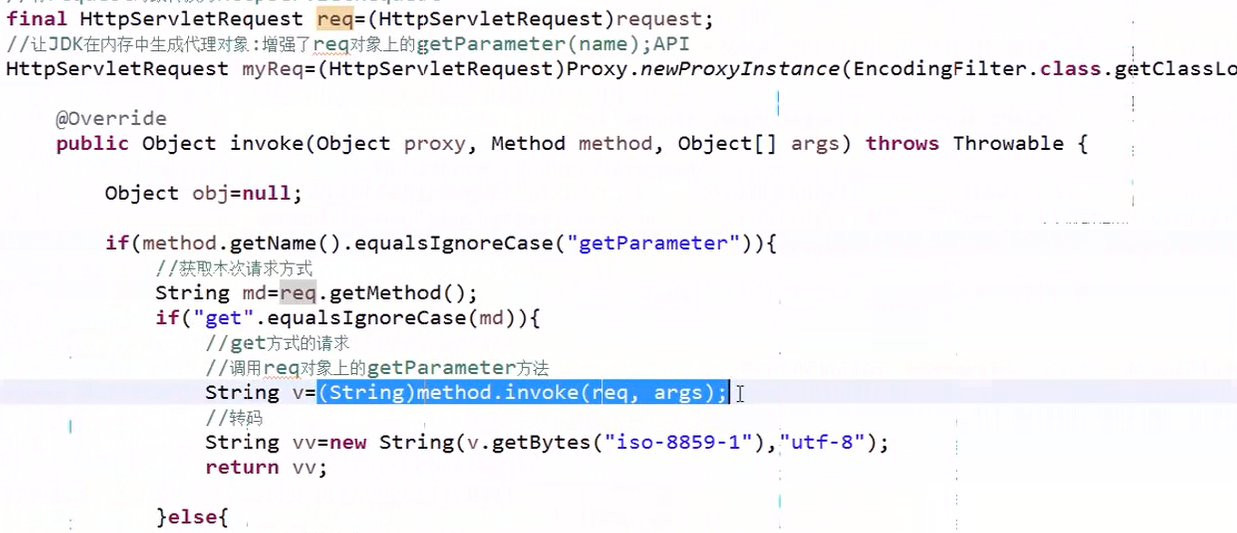 final HttpServletRequest req=(HttpServletRequest)request;
//让JDK在内存中生成代理对象:增强了req对象上的getParameter(name);API
HttpServletRequest myReq=(HttpServletRequest)Proxy.newProxyInstance(EncodingFilter.class.getClassLo
@Override
public Object invoke(Object proxy, Method method, Object[] args) throws Throwable {
Object obj=null;
if(method.getName().equalsIgnoreCase("getParameter")){
//获取本次请求方式
String md=req.getMethod();
if("get".equalsIgnoreCase(md)){
//get方式的请求
//调用req对象上的getParameter方法
String v=(String)method.invoke(req, args);
//转码
String vv=new String(v.getBytes("iso-8859-1"),"utf-8");
return vv;
}else{